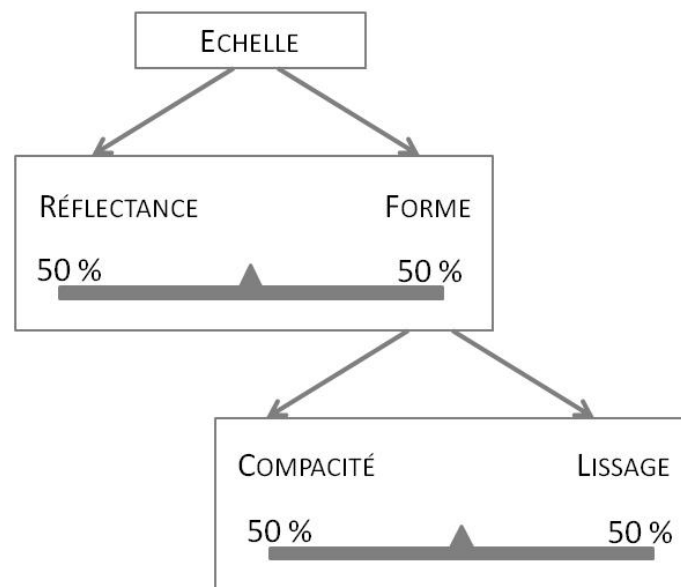 ECHELLE
RÉFLECTANCE FORME
50 % 50 %
COMPACITÉ LISSAGE
50 % 50 %